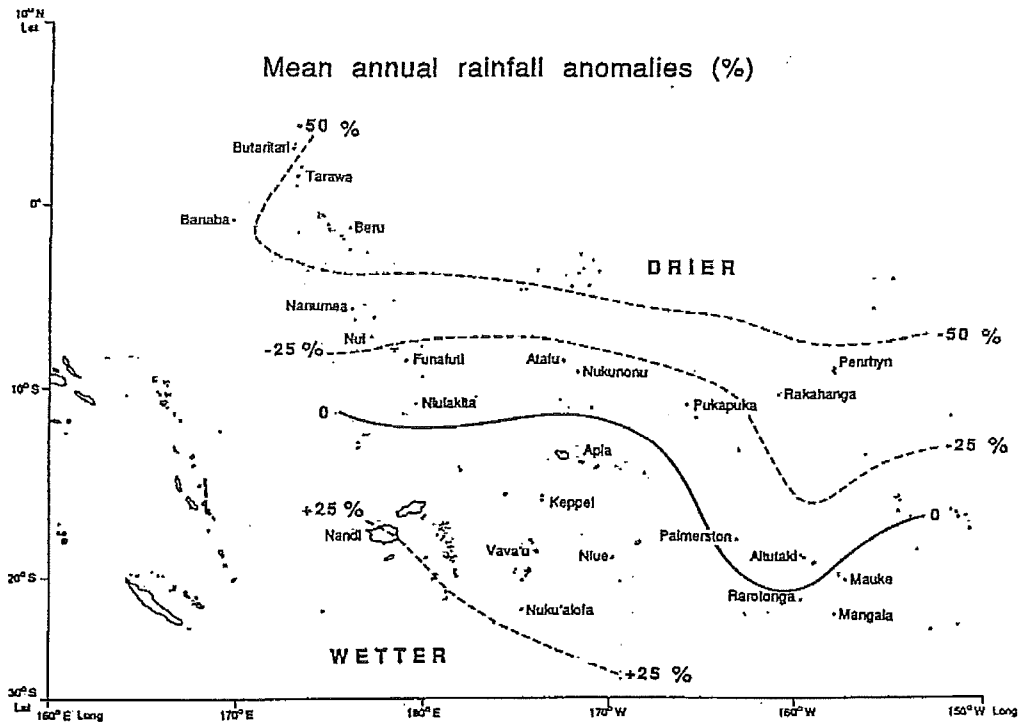 10°N
Lat
Mean annual rainfall anomalies (%)
-50 %
Butaritari
Tarawa
0°
Banaba
Beru
DRIER
Nanumea
Nui
-50 %
-25 %
Funafuti
Atafu
Nukunonu
Penrhyn
Rakahanga
10°S
Niulakita
Pukapuka
0
-25 %
Apia
Keppel
+25 %
Nandi
0
Palmerston
Vava'u
Niue
Aitutaki
20°S
Mauke
Rarotonga
Nuku'alofa
Mangaia
WETTER
+25 %
30°S
Lat
160°E Long
170°E
180°E
170°W
160°W
150°W Long